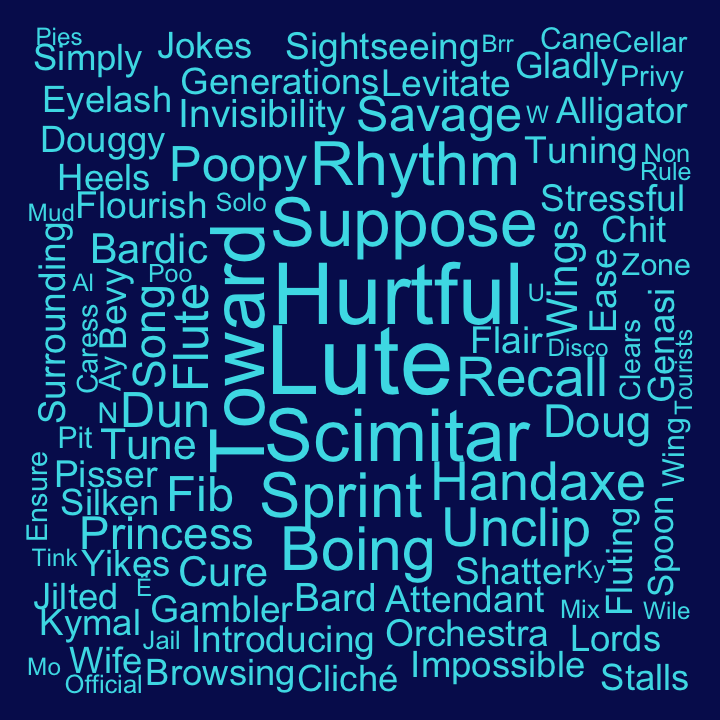 Pies
Simply
Jokes
Sightseeing
Brr
Cane
Cellar
Gladly
Privy
Generations
Levitate
Eyelash
Invisibility
Savage
W
Alligator
Douggy
Poopy
Rhythm
Tuning
Non
Rule
Heels
Mud
Flourish
Solo
Suppose
Stressful
Chit
Surrounding
Bardic
Toward
Wings
Ease
Zone
Al
Bevy
Poo
Song
Flute
Hurtful
U
Genasi
Caress
Ay
Lute
Flair
Disco
Clears
Tourists
Recall
N
Dun
Scimitar
Doug
Wing
Pit
Tune
Ensure
Pisser
Silken
Fib
Sprint
Handaxe
Spoon
Princess
Boing
Unclip
Fluting
Tink
Yikes
Cure
Shatter
Ky
Jilted
É
Gambler
Bard
Attendant
Mix
Wile
Kymal
Jail
Introducing
Orchestra
Lords
Mo
Wife
Official
Browsing
Cliché
Impossible
Stalls